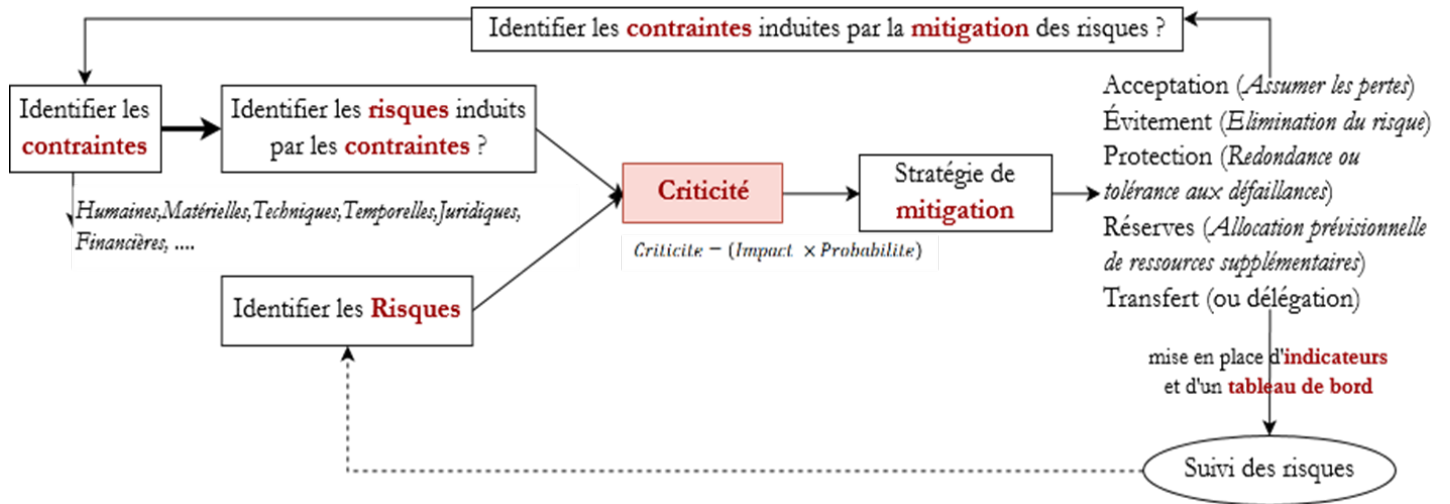 Identifier les contraintes induites par la mitigation des risques ?
Identifier les
contraintes
Identifier les risques induits
par les contraintes ?
Humaines,Matérielles,Techniques,Temporelles,Juridiques,
Financières, ....
Identifier les Risques
Criticité
Criticite = (Impact × Probabilite)
Stratégie de
mitigation
Acceptation (Assumer les pertes)
Évitement (Elimination du risque)
Protection (Redondance ou
tolérance aux défaillances)
Réserves (Allocation prévisionnelle
de ressources supplémentaires)
Transfert (ou délégation)
mise en place d'indicateurs
et d'un tableau de bord
Suivi des risques